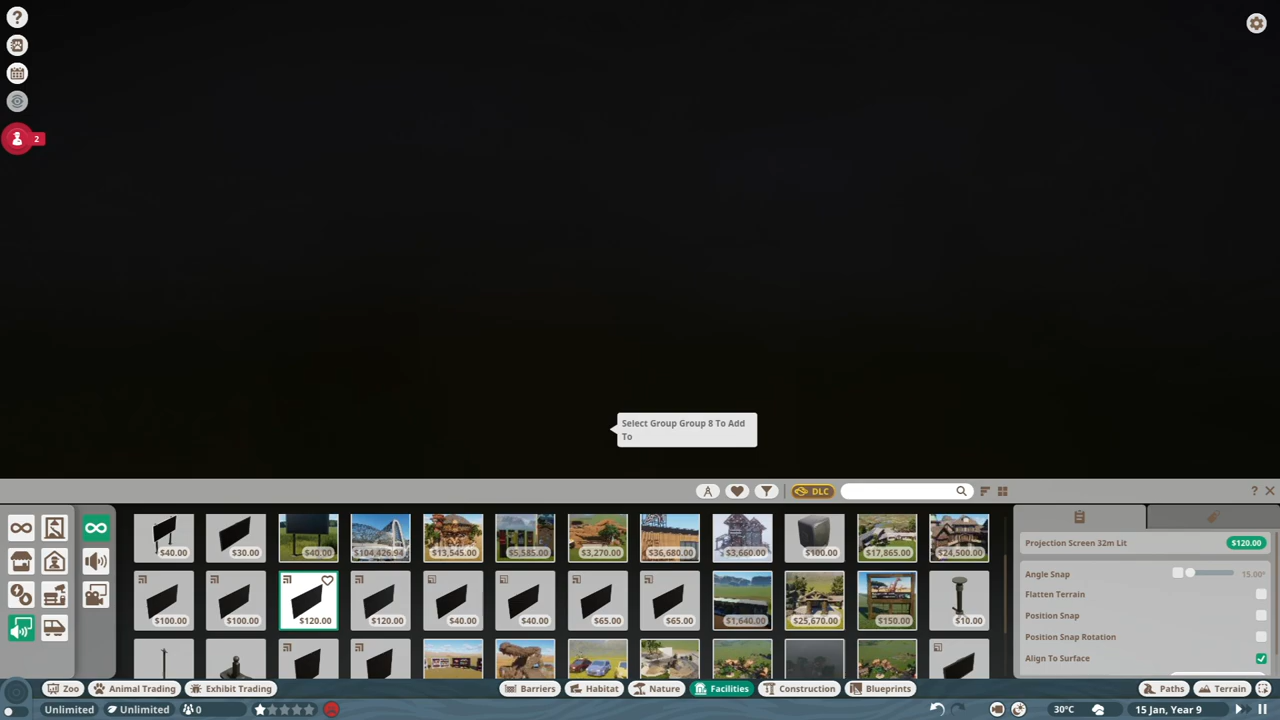 ?
2
Select Group Group 8 To Add
To
DLC
?
$40.00
$30.00
$40.00
$104,426.94
$13,545.00
$5,585.00
$3,270.00
$36,680.00
$3,660.00
$100.00
$17,865.00
$24,500.00
$100.00
$100.00
$120.00
$120.00
$40.00
$40.00
$65.00
$65.00
$1,640.00
$25,670.00
$150.00
$10.00
Projection Screen 32m Lit
$120.00
Angle Snap
15.00°
Flatten Terrain
Position Snap
Position Snap Rotation
Align To Surface
Zoo
Animal Trading
Exhibit Trading
Barriers
Habitat
Nature
Facilities
Construction
Blueprints
Paths
Terrain
Unlimited
Unlimited
0
30°C
15 Jan, Year 9